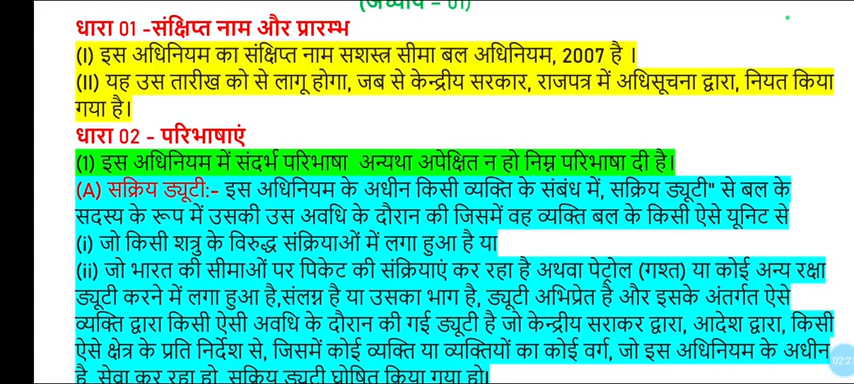 (अध्याय – 01)
धारा 01 -संक्षिप्त नाम और प्रारम्भ
(I) इस अधिनियम का संक्षिप्त नाम सशस्त्र सीमा बल अधिनियम, 2007 है ।
(II) यह उस तारीख को से लागू होगा, जब से केन्द्रीय सरकार, राजपत्र में अधिसूचना द्वारा, नियत किया
गया है।
धारा 02 - परिभाषाएं
(1) इस अधिनियम में संदर्भ परिभाषा अन्यथा अपेक्षित न हो निम्न परिभाषा दी है।
(A) सक्रिय ड्यूटी:- इस अधिनियम के अधीन किसी व्यक्ति के संबंध में, सक्रिय ड्यूटी" से बल के
सदस्य के रूप में उसकी उस अवधि के दौरान की जिसमें वह व्यक्ति बल के किसी ऐसे यूनिट से
(i) जो किसी शत्रु के विरुद्ध संक्रियाओं में लगा हुआ है या
(ii) जो भारत की सीमाओं पर पिकेट की संक्रियाएं कर रहा है अथवा पेट्रोल (गश्त) या कोई अन्य रक्षा
ड्यूटी करने में लगा हुआ है,संलग्न है या उसका भाग है, ड्यूटी अभिप्रेत है और इसके अंतर्गत ऐसे
व्यक्ति द्वारा किसी ऐसी अवधि के दौरान की गई ड्यूटी है जो केन्द्रीय सराकर द्वारा, आदेश द्वारा, किसी
ऐसे क्षेत्र के प्रति निर्देश से, जिसमें कोई व्यक्ति या व्यक्तियों का कोई वर्ग, जो इस अधिनियम के अधीन
है, सेवा कर रहा हो, सक्रिय ड्यूटी घोषित किया गया हो।